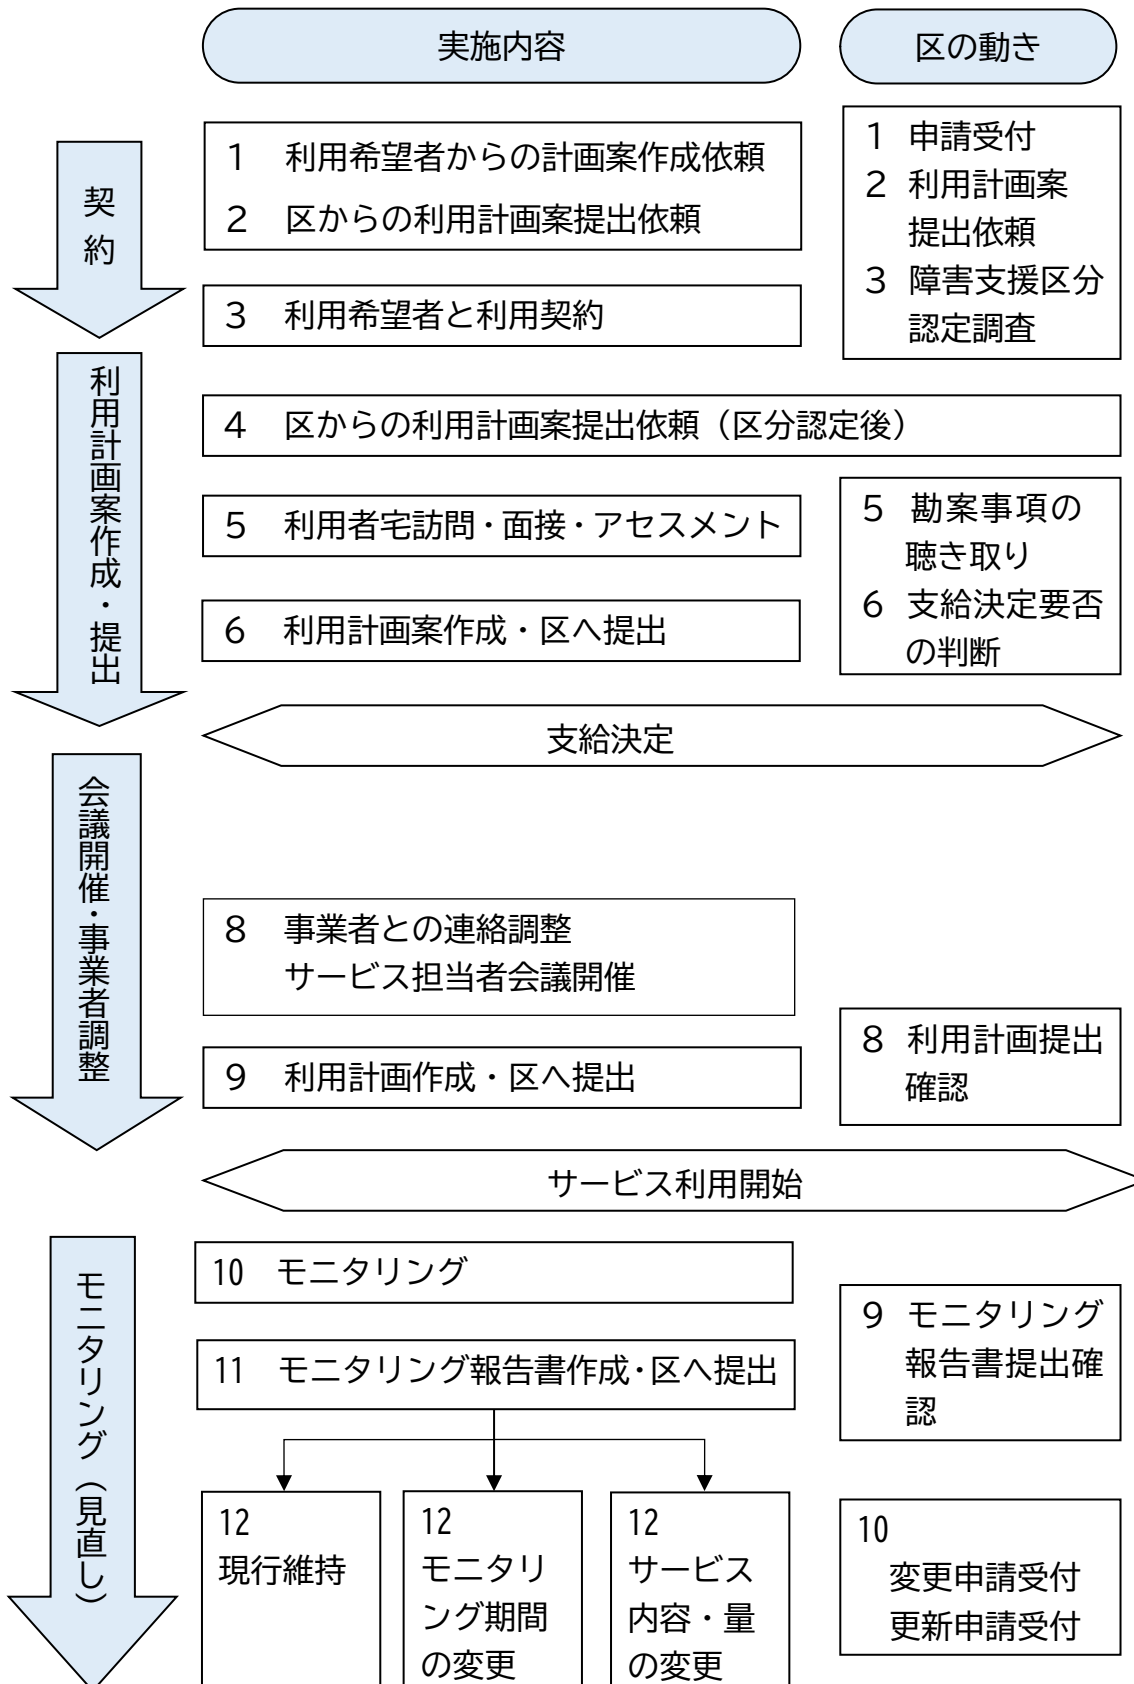 実施内容
区の動き
契約
1 利用希望者からの計画案作成依頼
2 区からの利用計画案提出依頼
3 利用希望者と利用契約
1 申請受付
2 利用計画案
提出依頼
3 障害支援区分
認定調査
利用計画案作成・提出
4 区からの利用計画案提出依頼（区分認定後）
5 利用者宅訪問・面接・アセスメント
6 利用計画案作成・区へ提出
5 勘案事項の
聴き取り
6 支給決定要否
の判断
支給決定
会議開催・事業者調整
8 事業者との連絡調整
サービス担当者会議開催
9 利用計画作成・区へ提出
8 利用計画提出
確認
サービス利用開始
モニタリング（見直し）
10 モニタリング
11 モニタリング報告書作成・区へ提出
9 モニタリング
報告書提出確
認
12
現行維持
12
モニタリ
ング期間
の変更
12
サービス
内容・量
の変更
10
変更申請受付
更新申請受付